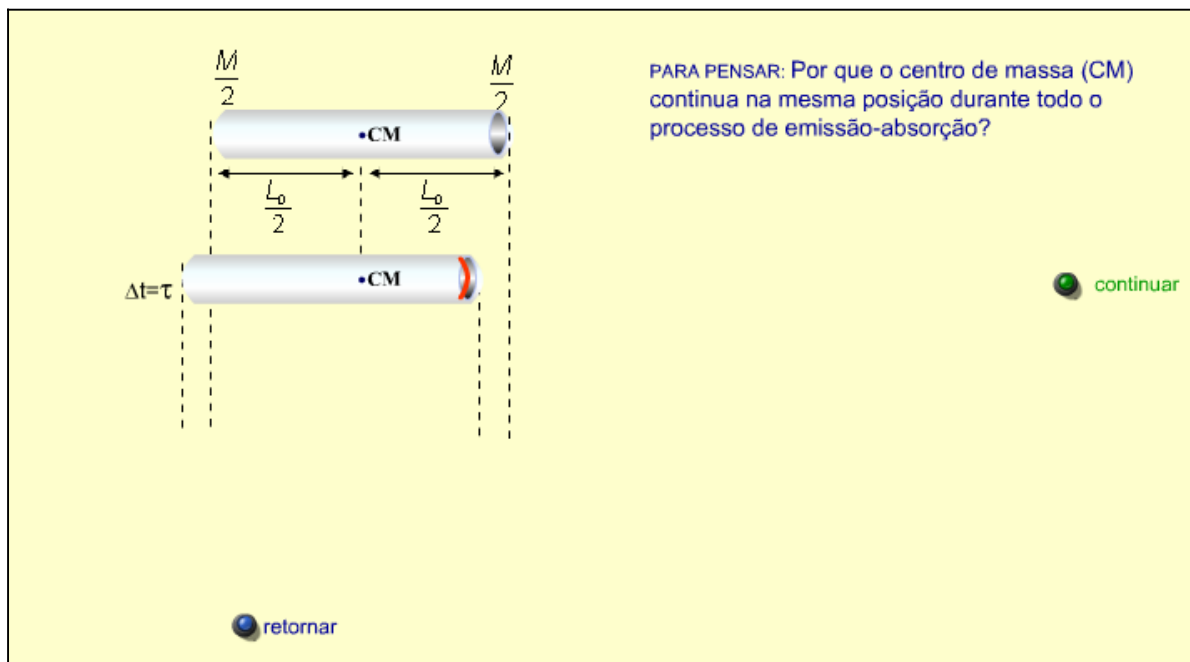 M/2 M/2
PARA PENSAR: Por que o centro de massa (CM)
continua na mesma posição durante todo o
processo de emissão-absorção?
•CM
L₀/2 L₀/2
Δt=τ •CM
continuar
retornar